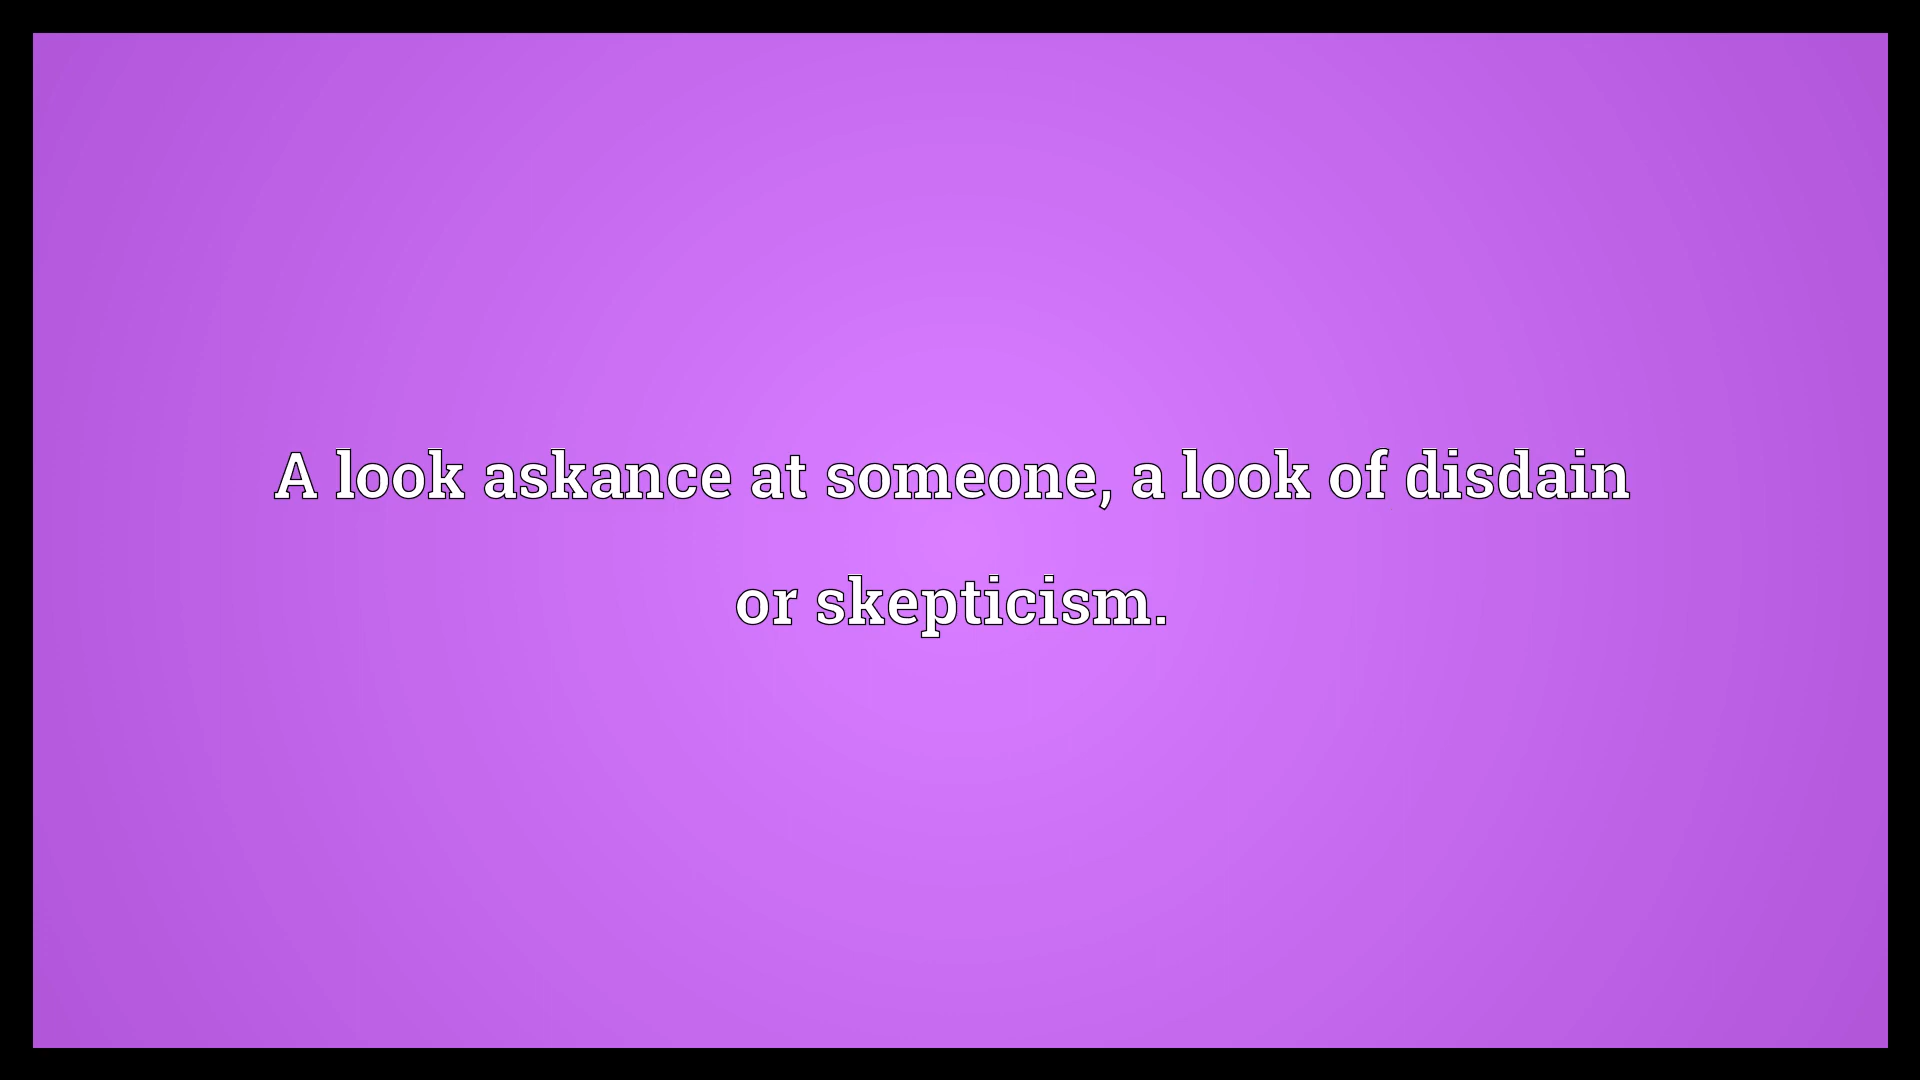 A look askance at someone, a look of disdain
or skepticism.